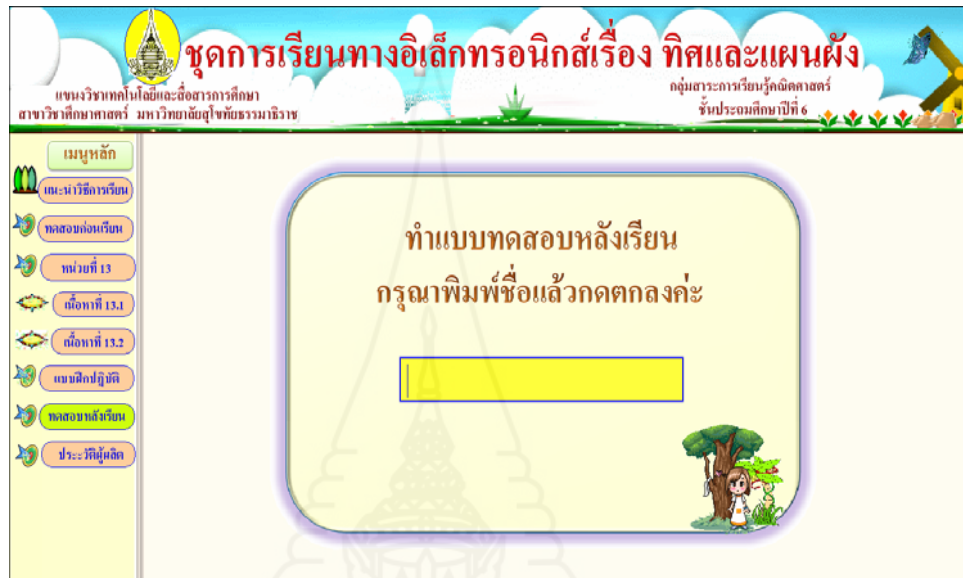 ชุดการเรียนทางอิเล็กทรอนิกส์เรื่อง ทิศและแผนผัง
กลุ่มสาระการเรียนรู้คณิตศาสตร์
ชั้นประถมศึกษาปีที่ 6
แขนงวิชาเทคโนโลยีและสื่อสารการศึกษา
สาขาวิชาศึกษาศาสตร์ มหาวิทยาลัยสุโขทัยธรรมาธิราช
เมนูหลัก
แนะนำวิธีการเรียน
ทดสอบก่อนเรียน
หน่วยที่ 13
เนื้อหาที่ 13.1
เนื้อหาที่ 13.2
แบบฝึกปฏิบัติ
ทดสอบหลังเรียน
ประะวัติผู้ผลิต
ทำแบบทดสอบหลังเรียน
กรุณาพิมพ์ชื่อแล้วกดตกลงค่ะ